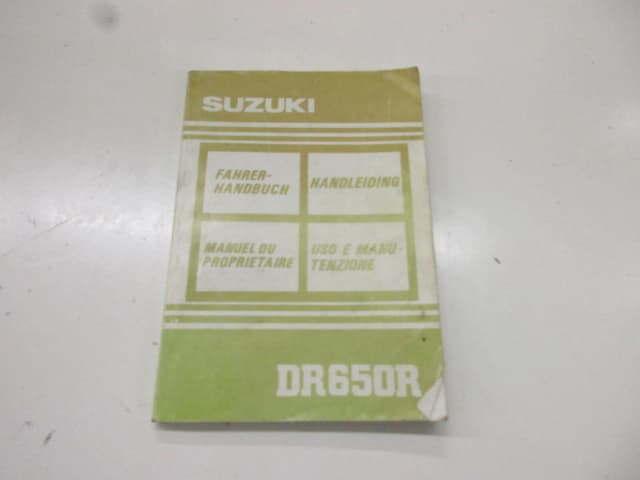 SUZUKI
FAHRER-
HANDBUCH
HANDLEIDING
MANUEL DU
PROPRIETAIRE
USO E MANU-
TENZIONE
DR650R